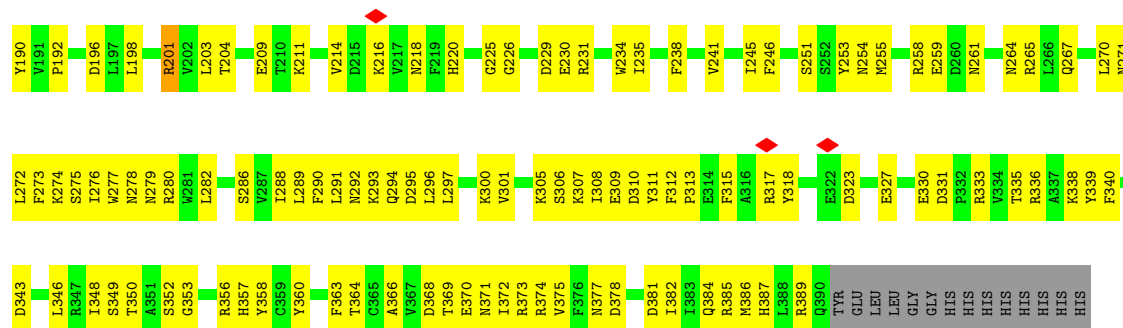 Y190 V191 P192 D196 L197 L198 R201 V202 L203 T204 E209 T210 K211 V214 D215 K216 V217 N218 F219 H220 G225 G226 D229 E230 R231 W234 I235 F238 V241 I245 F246 S251 S252 Y253 N254 M255 R258 E259 D260 N261 N264 R265 L266 Q267 L270 N271
L272 F273 K274 S275 I276 W277 N278 N279 R280 W281 L282 S286 V287 I288 L289 F290 L291 N292 K293 Q294 D295 L296 L297 K300 V301 K305 S306 K307 I308 E309 D310 Y311 F312 P313 E314 F315 A316 R317 Y318 E322 D323 E327 E330 D331 P332 R333 V334 T335 R336 A337 K338 Y339 F340
D343 L346 R347 I348 S349 T350 A351 S352 G353 R356 H357 Y358 C359 Y360 F363 T364 C365 A366 V367 D368 T369 E370 N371 I372 R373 R374 V375 F376 N377 D378 D381 I382 I383 Q384 R385 M386 H387 L388 R389 Q390 TYR GLU LEU LEU GLY GLY HIS HIS HIS HIS HIS HIS HIS HIS